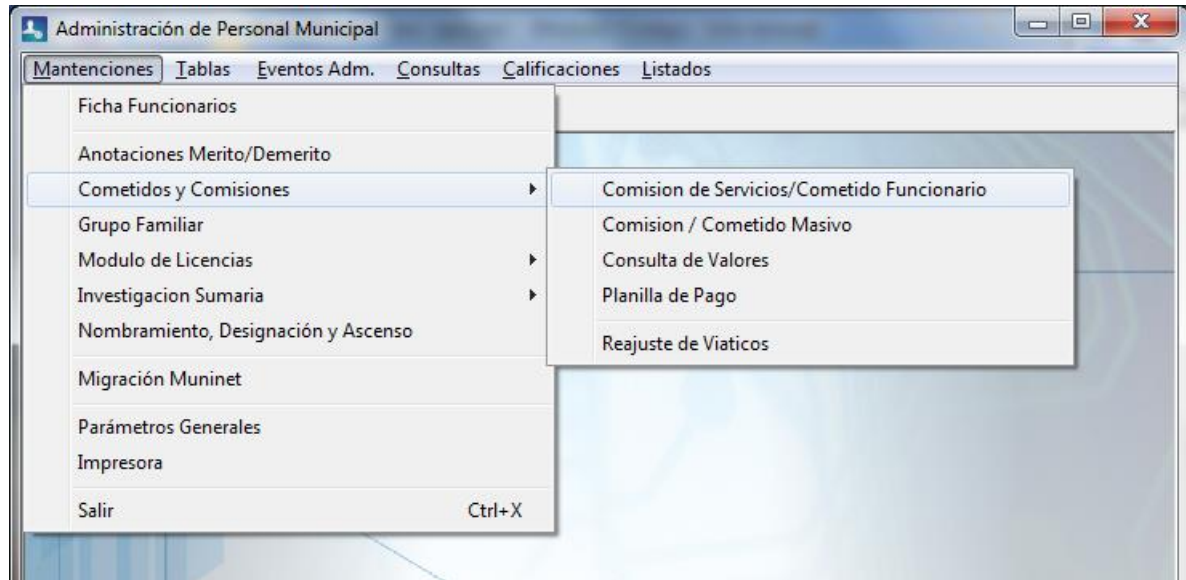 Administración de Personal Municipal
Mantenciones Tablas Eventos Adm. Consultas Calificaciones Listados
Ficha Funcionarios
Anotaciones Merito/Demerito
Cometidos y Comisiones
Grupo Familiar
Modulo de Licencias
Investigacion Sumaria
Nombramiento, Designación y Ascenso
Migración Muninet
Parámetros Generales
Impresora
Salir Ctrl+X
Comision de Servicios/Cometido Funcionario
Comision / Cometido Masivo
Consulta de Valores
Planilla de Pago
Reajuste de Viaticos